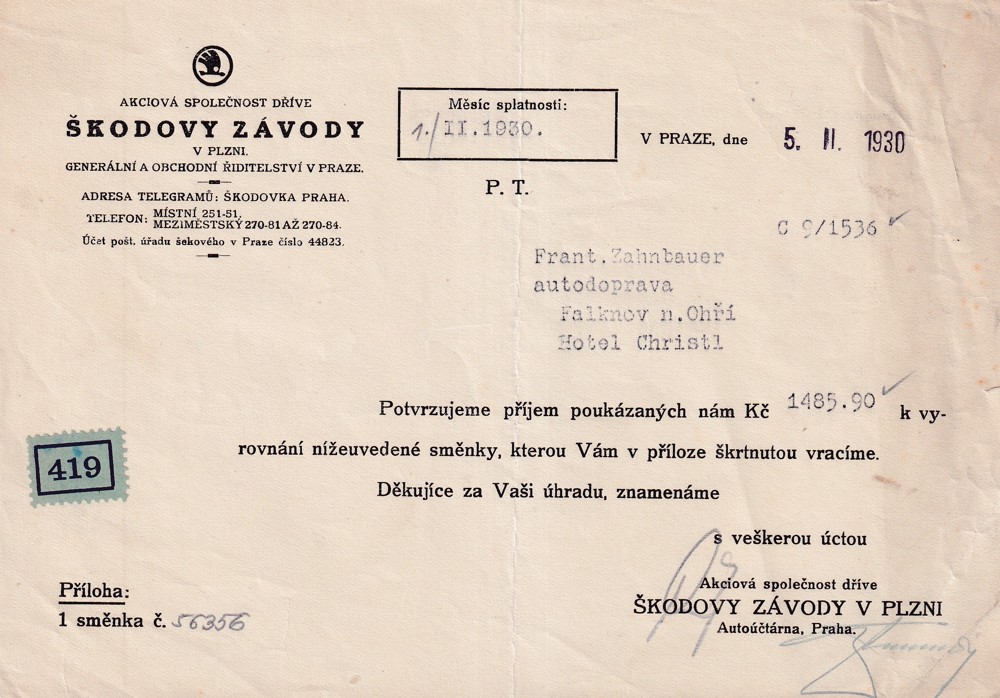 AKCIOVÁ SPOLEČNOST DŘÍVE
ŠKODOVY ZÁVODY
V PLZNI.
GENERÁLNÍ A OBCHODNÍ ŘIDITELSTVÍ V PRAZE.
ADRESA TELEGRAMŮ: ŠKODOVKA PRAHA.
TELEFON: MÍSTNÍ 251-51,
MEZIMĚSTSKÝ 270-81 AŽ 270-84.
Účet pošt. úřadu šekového v Praze číslo 44823.
Měsíc splatnosti:
1./II.1930.
V PRAZE, dne 5. II. 1930
P. T.
C 9/1536
Frant.Zahnbauer
autodoprava
Falknov n.Ohří
Hotel Christl
Potvrzujeme příjem poukázaných nám Kč 1485.90 k vy-
rovnání nížeuvedené směnky, kterou Vám v příloze škrtnutou vracíme.
Děkujíce za Vaši úhradu, znamenáme
419
s veškerou úctou
Akciová společnost dříve
ŠKODOVY ZÁVODY V PLZNI
Autoúčtárna, Praha.
Příloha:
1 směnka č. 56356